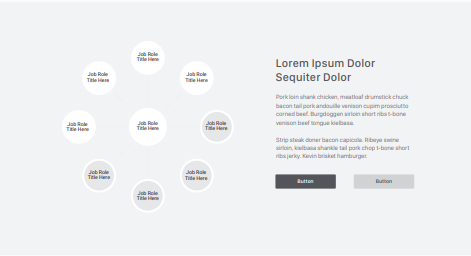 Job Role
Title Here
Job Role
Title Here
Job Role
Title Here
Job Role
Title Here
Job Role
Title Here
Job Role
Title Here
Job Role
Title Here
Job Role
Title Here
Job Role
Title Here
Lorem Ipsum Dolor
Sequiter Dolor
Pork loin shank chicken, meatloaf drumstick chuck
bacon tail pork andouille venison cupim prosciutto
corned beef. Burgdoggen sirloin short ribs t-bone
venison beef tongue kielbasa.
Strip steak doner bacon capicola. Ribeye swine
sirloin, kielbasa shankle tail pork chop t-bone short
ribs jerky. Kevin brisket hamburger.
Button
Button